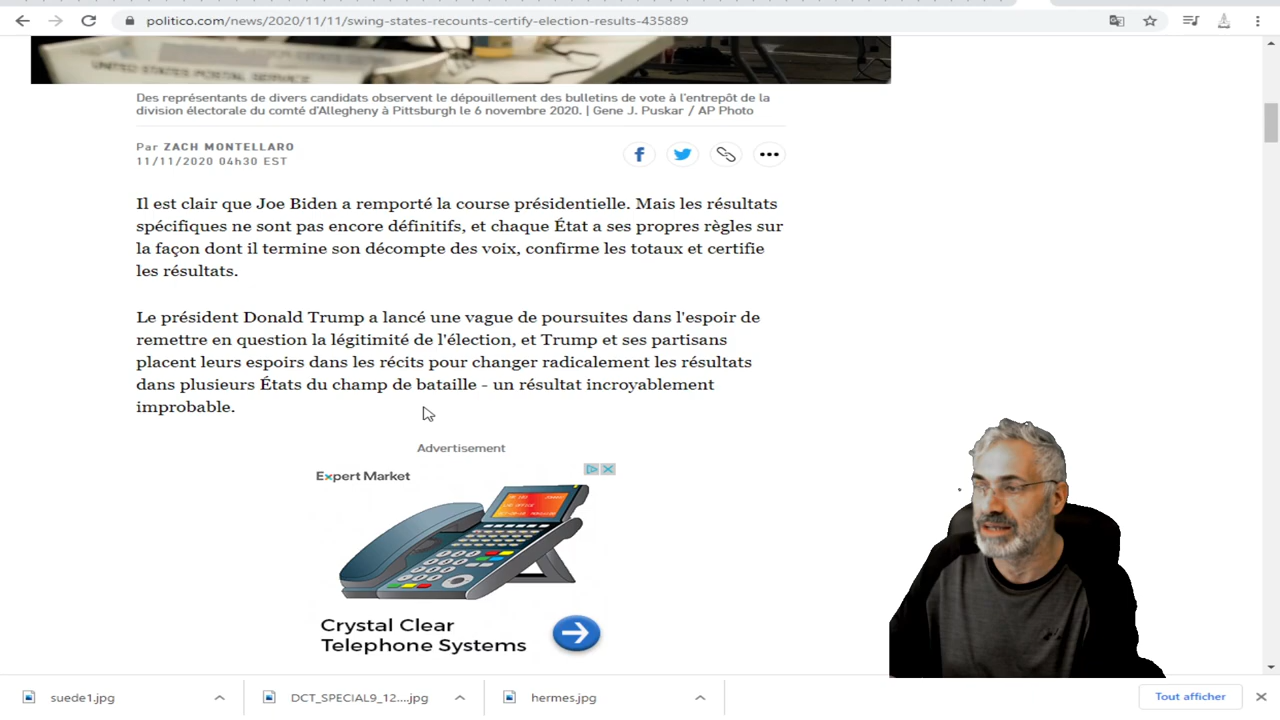 politico.com/news/2020/11/11/swing-states-recounts-certify-election-results-435889
UNITED STATES POSTAL SERVICE
Des représentants de divers candidats observent le dépouillement des bulletins de vote à l'entrepôt de la
division électorale du comté d'Allegheny à Pittsburgh le 6 novembre 2020. | Gene J. Puskar / AP Photo
Par ZACH MONTELLARO
11/11/2020 04h30 EST
Il est clair que Joe Biden a remporté la course présidentielle. Mais les résultats
spécifiques ne sont pas encore définitifs, et chaque État a ses propres règles sur
la façon dont il termine son décompte des voix, confirme les totaux et certifie
les résultats.
Le président Donald Trump a lancé une vague de poursuites dans l'espoir de
remettre en question la légitimité de l'élection, et Trump et ses partisans
placent leurs espoirs dans les récits pour changer radicalement les résultats
dans plusieurs États du champ de bataille - un résultat incroyablement
improbable.
Advertisement
Expert Market
Crystal Clear
Telephone Systems
suede1.jpg
DCT_SPECIAL9_12....jpg
hermes.jpg
Tout afficher